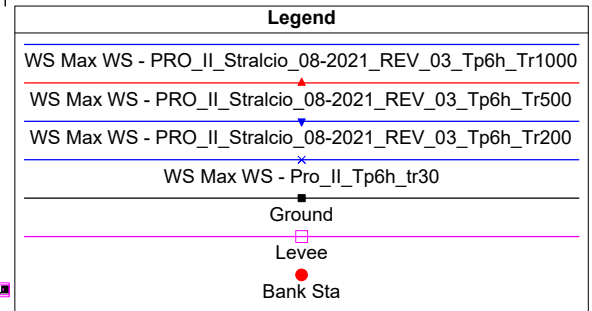 Legend
WS Max WS - PRO_II_Stralcio_08-2021_REV_03_Tp6h_Tr1000
WS Max WS - PRO_II_Stralcio_08-2021_REV_03_Tp6h_Tr500
WS Max WS - PRO_II_Stralcio_08-2021_REV_03_Tp6h_Tr200
WS Max WS - Pro_II_Tp6h_tr30
Ground
Levee
Bank Sta